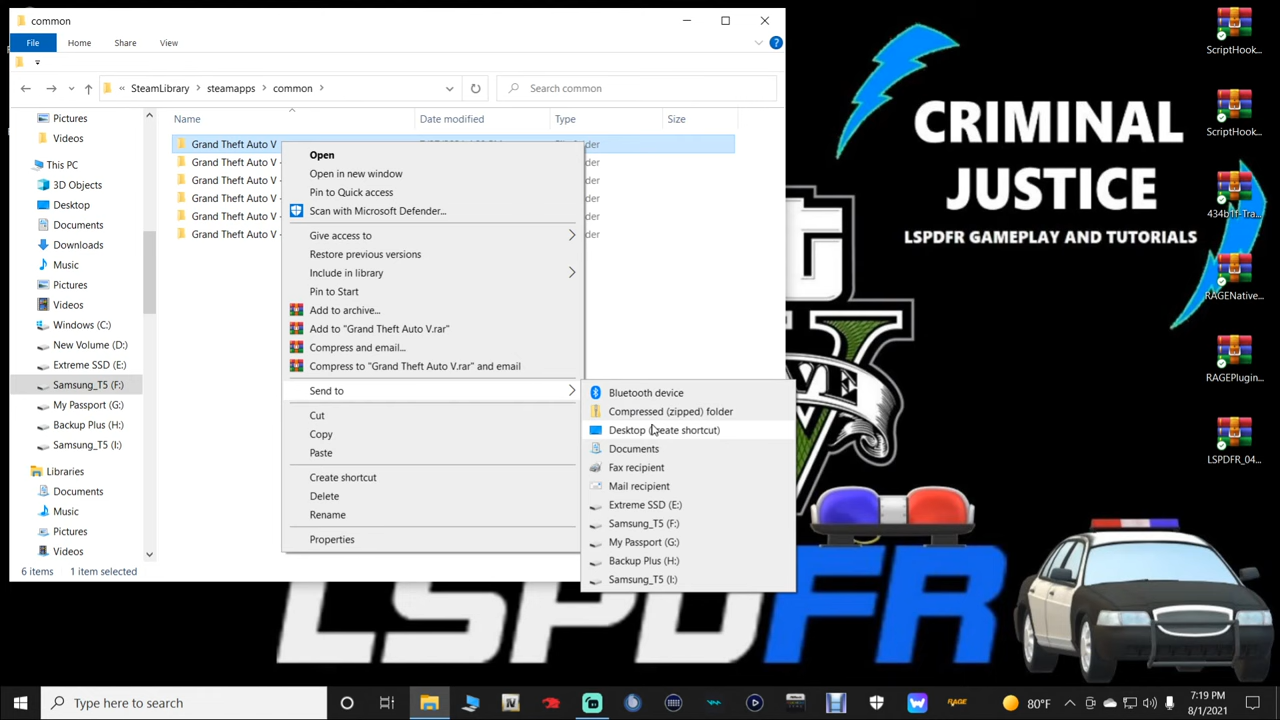 common
File
Home
Share
View
« SteamLibrary > steamapps > common >
Search common
Name
Date modified
Type
Size
Pictures
Videos
This PC
3D Objects
Desktop
Documents
Downloads
Music
Pictures
Videos
Windows (C:)
New Volume (D:)
Extreme SSD (E:)
Samsung_T5 (F:)
My Passport (G:)
Backup Plus (H:)
Samsung_T5 (I:)
Libraries
Documents
Music
Pictures
Videos
Grand Theft Auto V
Grand Theft Auto V
Grand Theft Auto V
Grand Theft Auto V
Grand Theft Auto V
Grand Theft Auto V
Open
Open in new window
Pin to Quick access
Scan with Microsoft Defender...
Give access to
Restore previous versions
Include in library
Pin to Start
Add to archive...
Add to "Grand Theft Auto V.rar"
Compress and email...
Compress to "Grand Theft Auto V.rar" and email
Send to
Cut
Copy
Paste
Create shortcut
Delete
Rename
Properties
Bluetooth device
Compressed (zipped) folder
Desktop (create shortcut)
Documents
Fax recipient
Mail recipient
Extreme SSD (E:)
Samsung_T5 (F:)
My Passport (G:)
Backup Plus (H:)
Samsung_T5 (I:)
6 items
1 item selected
CRIMINAL
JUSTICE
LSPDFR GAMEPLAY AND TUTORIALS
LSPDFR
ScriptHook...
ScriptHook...
434b1f-Tra...
RAGENative...
RAGEPlugin...
LSPDFR_04...
Type here to search
RAGE
80°F
7:19 PM
8/1/2021